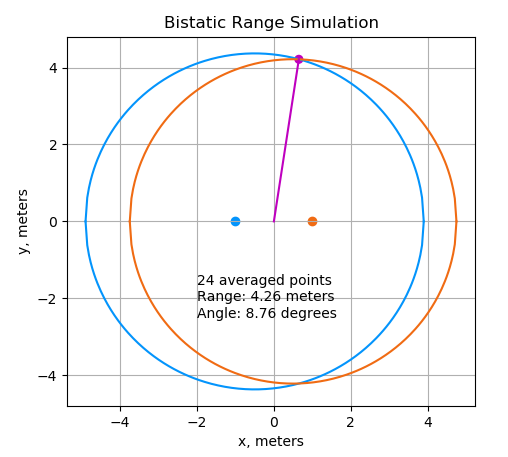 Bistatic Range Simulation
4
2
0
−2
−4
y, meters
24 averaged points
Range: 4.26 meters
Angle: 8.76 degrees
−4 −2 0 2 4
x, meters